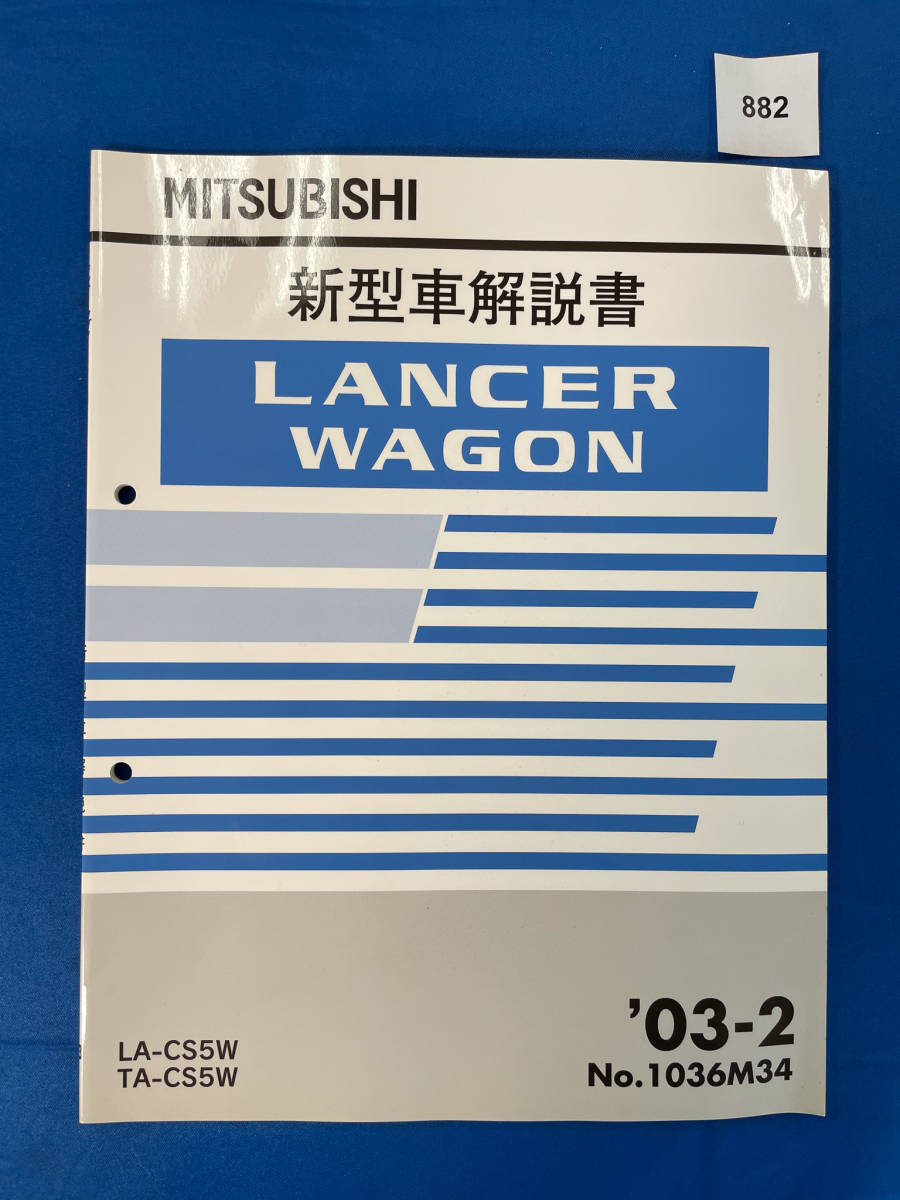 882
MITSUBISHI
新型車解説書
LANCER
WAGON
'03-2
No.1036M34
LA-CS5W
TA-CS5W